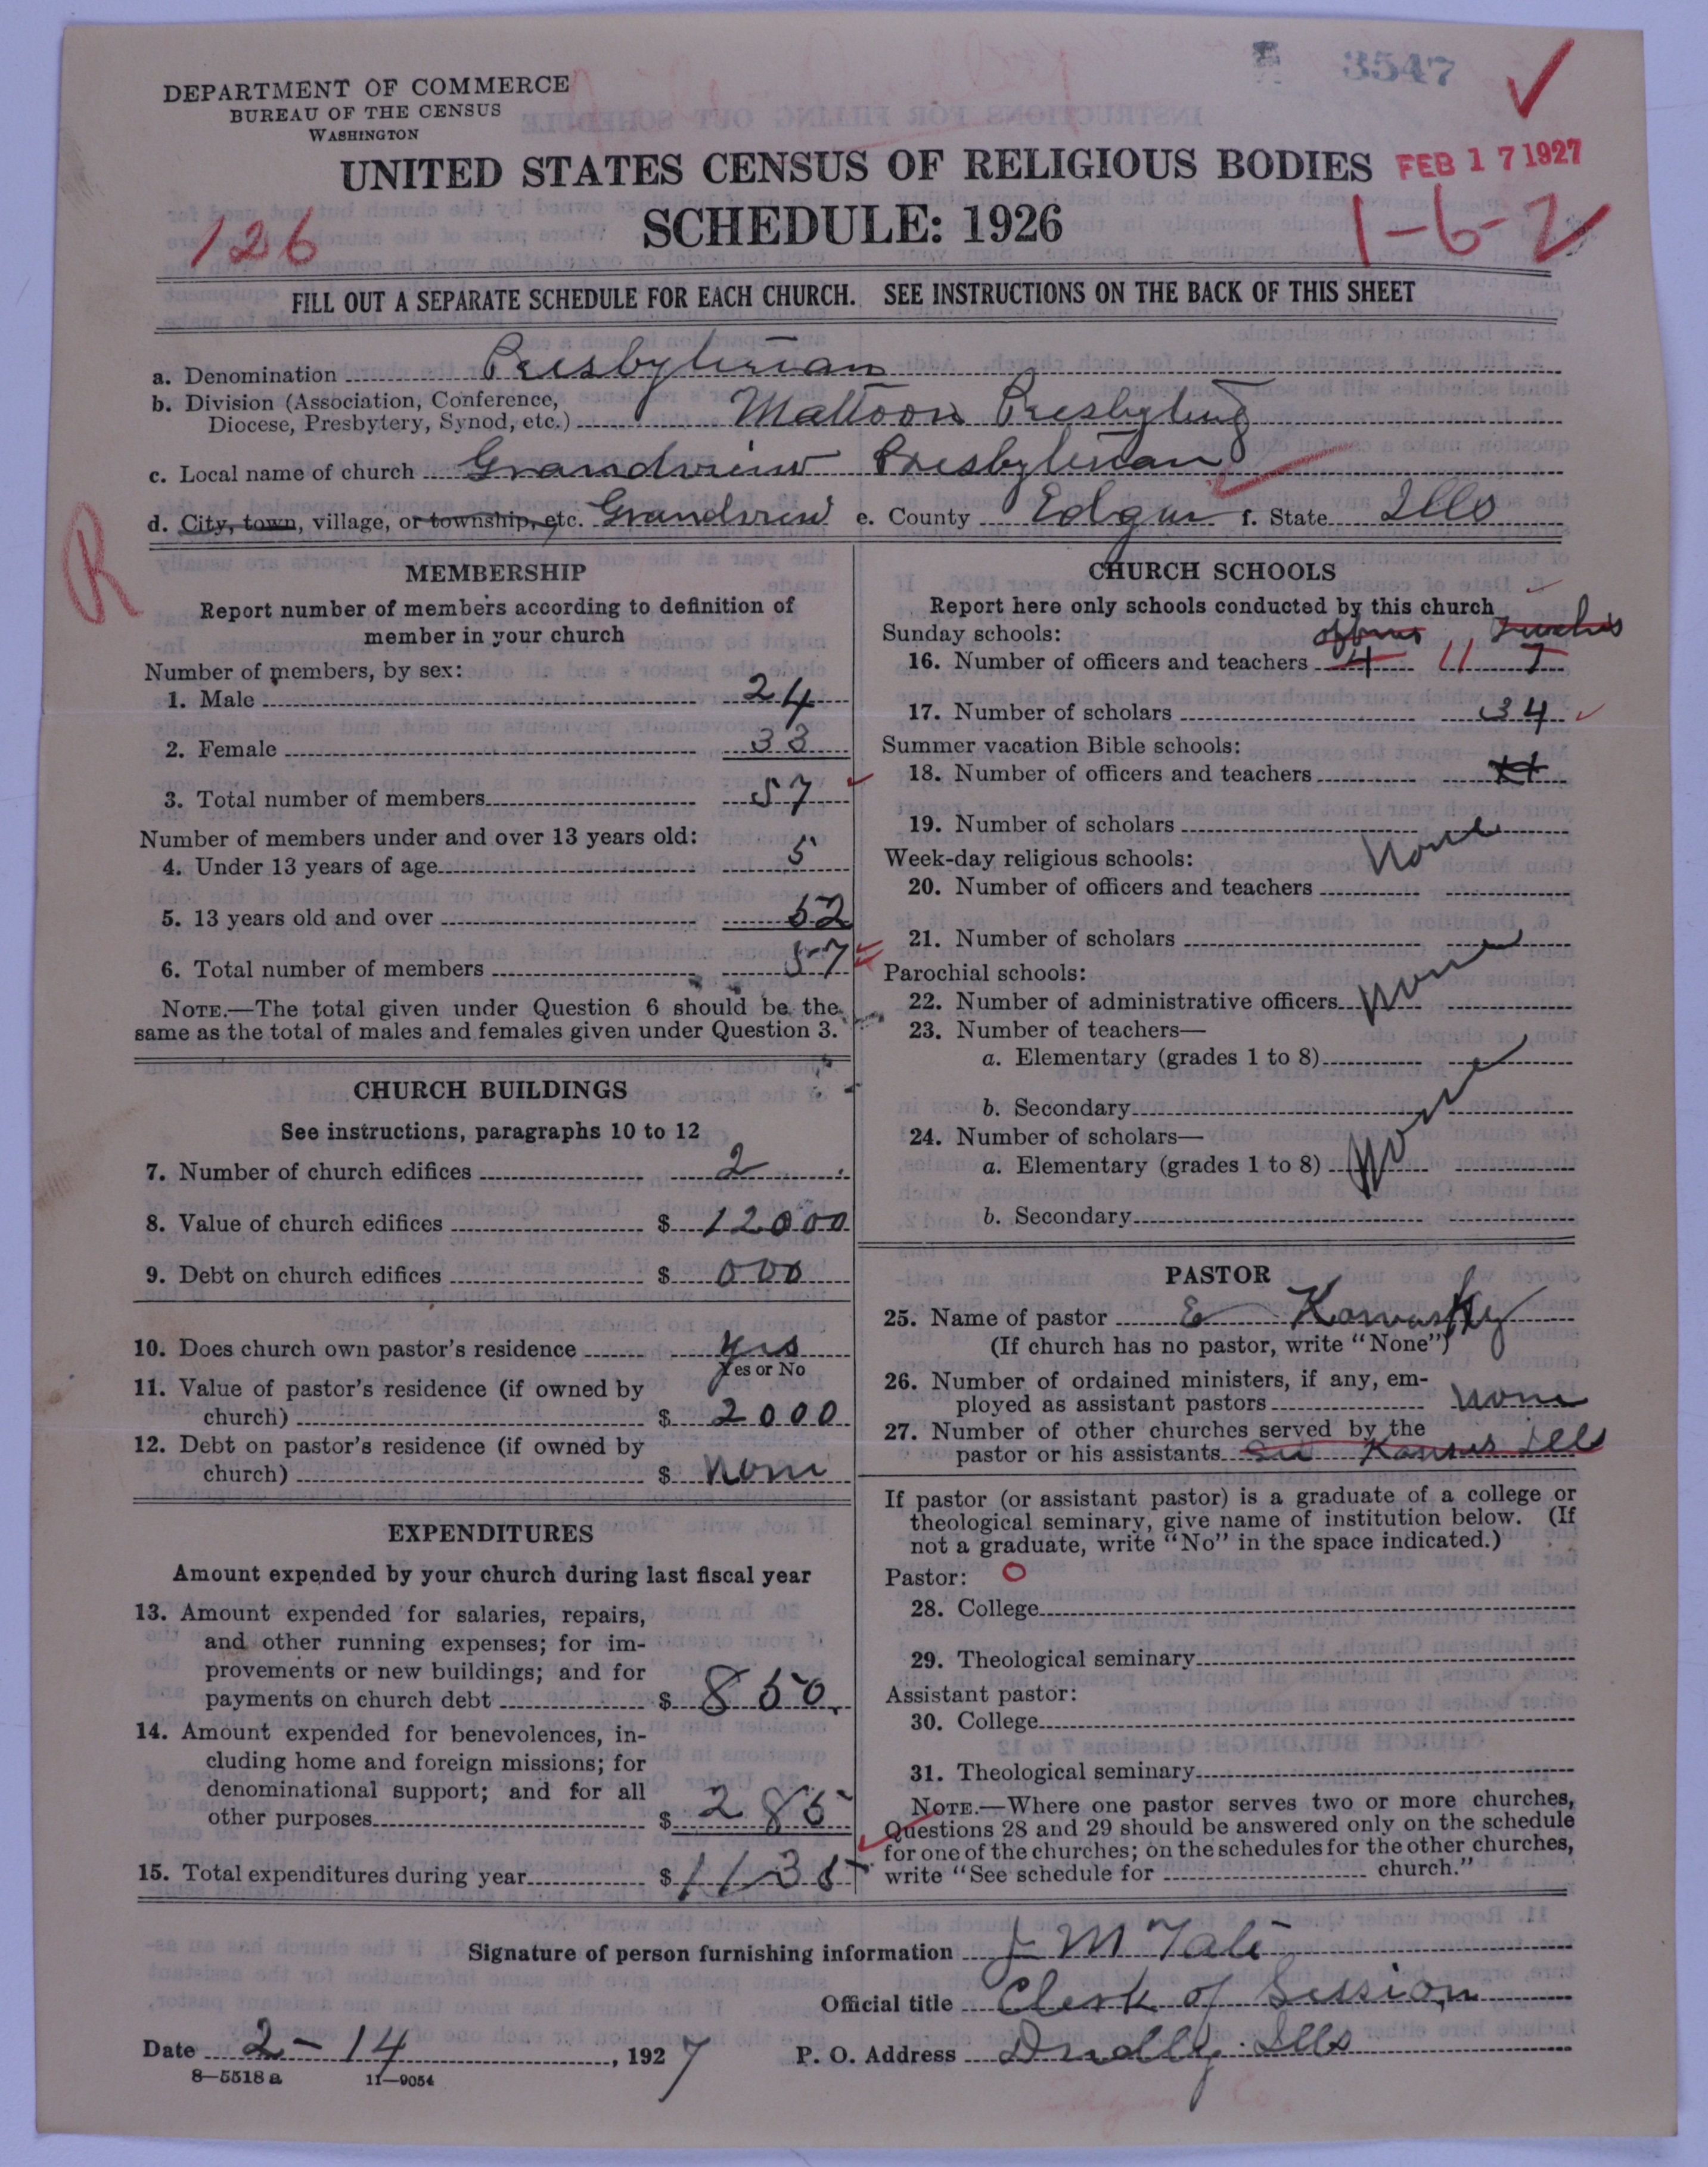 3547
DEPARTMENT OF COMMERCE
BUREAU OF THE CENSUS
WASHINGTON
UNITED STATES CENSUS OF RELIGIOUS BODIES
FEB 17 1927
SCHEDULE: 1926
126
1-6-2
FILL OUT A SEPARATE SCHEDULE FOR EACH CHURCH. SEE INSTRUCTIONS ON THE BACK OF THIS SHEET
a. Denomination Presbyterian
b. Division (Association, Conference,
Diocese, Presbytery, Synod, etc.) Mattoon Presbytery
c. Local name of church Grandview Presbyterian
d. City, town, village, or township, etc. Grandview e. County Edgar f. State Ills
R
MEMBERSHIP
Report number of members according to definition of
member in your church
Number of members, by sex:
1. Male 24
2. Female 33
3. Total number of members 57
Number of members under and over 13 years old:
4. Under 13 years of age 5
5. 13 years old and over 52
6. Total number of members 57
NOTE.—The total given under Question 6 should be the
same as the total of males and females given under Question 3.
CHURCH BUILDINGS
See instructions, paragraphs 10 to 12
7. Number of church edifices 2
8. Value of church edifices $ 12000
9. Debt on church edifices $ 000
10. Does church own pastor's residence yes
Yes or No
11. Value of pastor's residence (if owned by
church) $ 2000
12. Debt on pastor's residence (if owned by
church) $ None
EXPENDITURES
Amount expended by your church during last fiscal year
13. Amount expended for salaries, repairs,
and other running expenses; for im-
provements or new buildings; and for
payments on church debt $ 850
14. Amount expended for benevolences, in-
cluding home and foreign missions; for
denominational support; and for all
other purposes $ 285
15. Total expenditures during year $ 1135
CHURCH SCHOOLS
Report here only schools conducted by this church
Sunday schools: officers Teachers
16. Number of officers and teachers 4 11 7
17. Number of scholars 34
Summer vacation Bible schools:
18. Number of officers and teachers
19. Number of scholars None
Week-day religious schools:
20. Number of officers and teachers
21. Number of scholars None
Parochial schools:
22. Number of administrative officers
23. Number of teachers—
a. Elementary (grades 1 to 8)
b. Secondary None
24. Number of scholars—
a. Elementary (grades 1 to 8)
b. Secondary
PASTOR
25. Name of pastor E
(If church has no pastor, write "None")
26. Number of ordained ministers, if any, em-
ployed as assistant pastors None
27. Number of other churches served by the
pastor or his assistants See Kansas Ills
If pastor (or assistant pastor) is a graduate of a college or
theological seminary, give name of institution below. (If
not a graduate, write "No" in the space indicated.)
Pastor: O
28. College
29. Theological seminary
Assistant pastor:
30. College
31. Theological seminary
NOTE.—Where one pastor serves two or more churches,
Questions 28 and 29 should be answered only on the schedule
for one of the churches; on the schedules for the other churches,
write "See schedule for church."
Signature of person furnishing information J M Tate
Official title Clerk of Session
Date 2-14, 1927 P. O. Address Dudley Ills
8—5518 a 11—9054
Edgar Co.